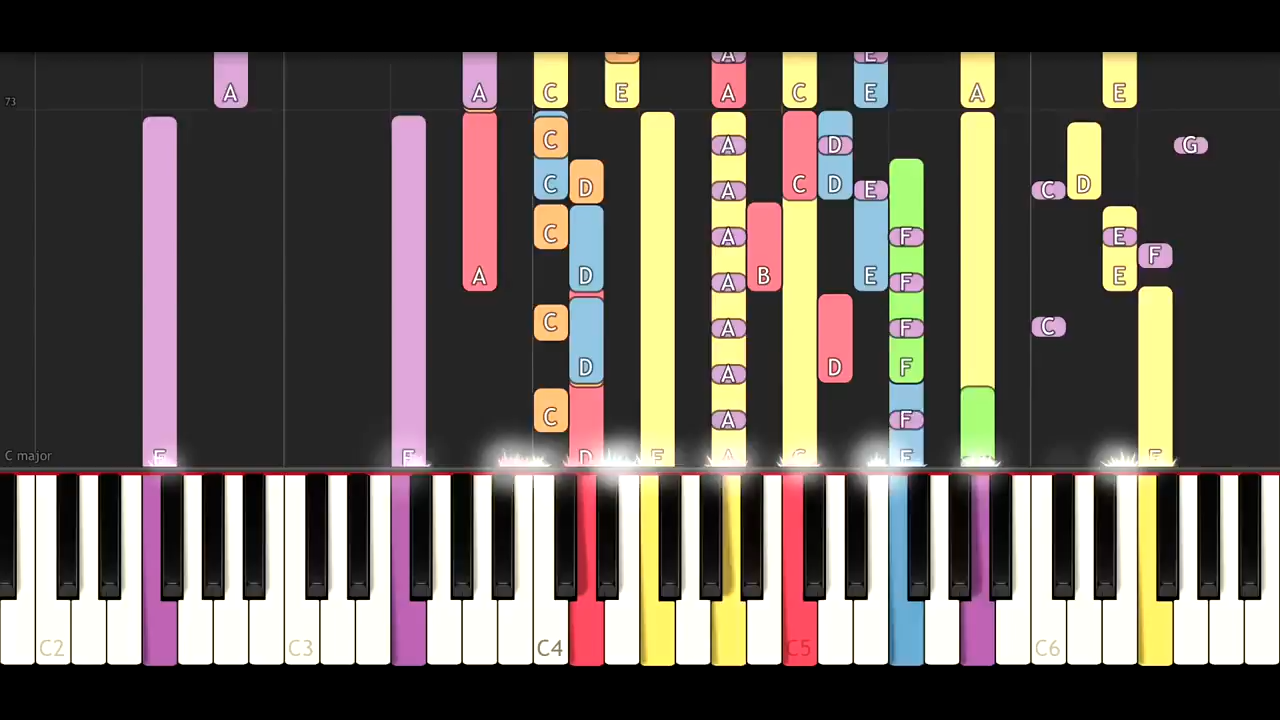 A A C E A A C E E A E
73
C A G
C C D D C D A E C D
C A E F E F
A D B E A F E
C A F C
D A D F F
C A F
C major F F D F A C F F
C2 C3 C4 C5 C6